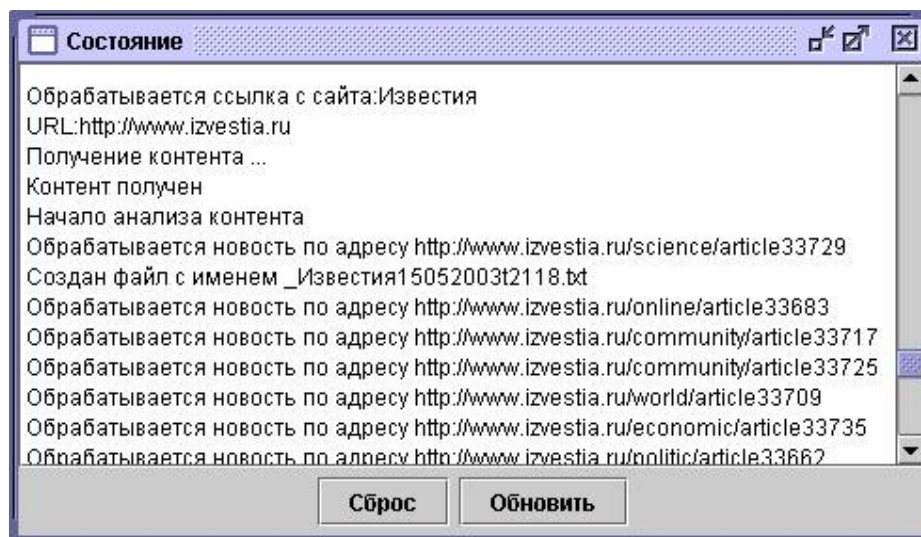 Состояние
Обрабатывается ссылка с сайта:Известия
URL:http://www.izvestia.ru
Получение контента ...
Контент получен
Начало анализа контента
Обрабатывается новость по адресу http://www.izvestia.ru/science/article33729
Создан файл с именем _Известия15052003t2118.txt
Обрабатывается новость по адресу http://www.izvestia.ru/online/article33683
Обрабатывается новость по адресу http://www.izvestia.ru/community/article33717
Обрабатывается новость по адресу http://www.izvestia.ru/community/article33725
Обрабатывается новость по адресу http://www.izvestia.ru/world/article33709
Обрабатывается новость по адресу http://www.izvestia.ru/economic/article33735
Обрабатывается новость по адресу http://www.izvestia.ru/politic/article33662
Сброс Обновить